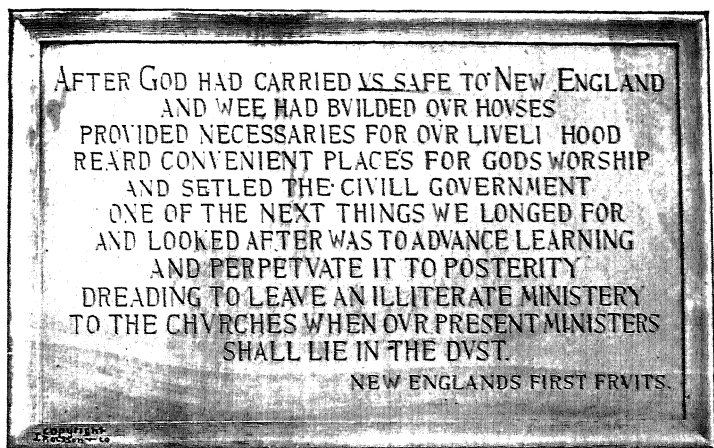 AFTER GOD HAD CARRIED VS SAFE TO NEW ENGLAND
AND WEE HAD BVILDED OVR HOVSES
PROVIDED NECESSARIES FOR OVR LIVELI HOOD
REARD CONVENIENT PLACES FOR GODS WORSHIP
AND SETLED THE CIVILL GOVERNMENT
ONE OF THE NEXT THINGS WE LONGED FOR
AND LOOKED AFTER WAS TO ADVANCE LEARNING
AND PERPETVATE IT TO POSTERITY
DREADING TO LEAVE AN ILLITERATE MINISTERY
TO THE CHVRCHES WHEN OVR PRESENT MINISTERS
SHALL LIE IN THE DVST.
NEW ENGLANDS FIRST FRVITS.
copyright